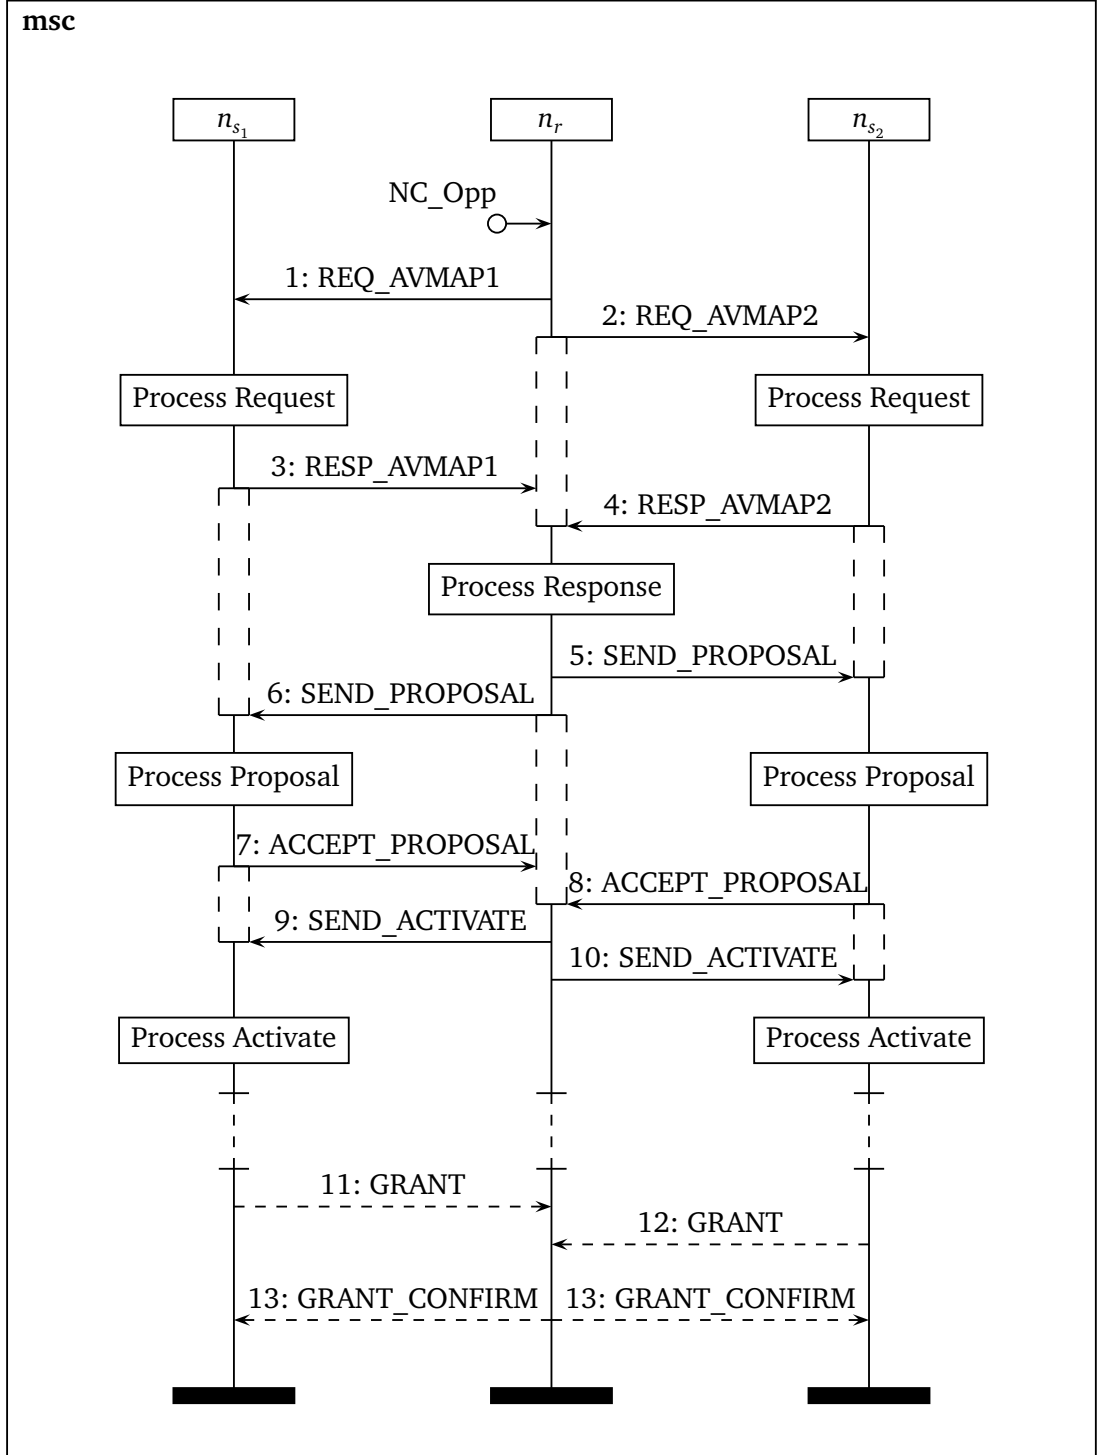 msc
n_{s_1} n_r n_{s_2}
NC_Opp
1: REQ_AVMAP1
2: REQ_AVMAP2
Process Request Process Request
3: RESP_AVMAP1
4: RESP_AVMAP2
Process Response
5: SEND_PROPOSAL
6: SEND_PROPOSAL
Process Proposal Process Proposal
7: ACCEPT_PROPOSAL
8: ACCEPT_PROPOSAL
9: SEND_ACTIVATE
10: SEND_ACTIVATE
Process Activate Process Activate
11: GRANT
12: GRANT
13: GRANT_CONFIRM 13: GRANT_CONFIRM